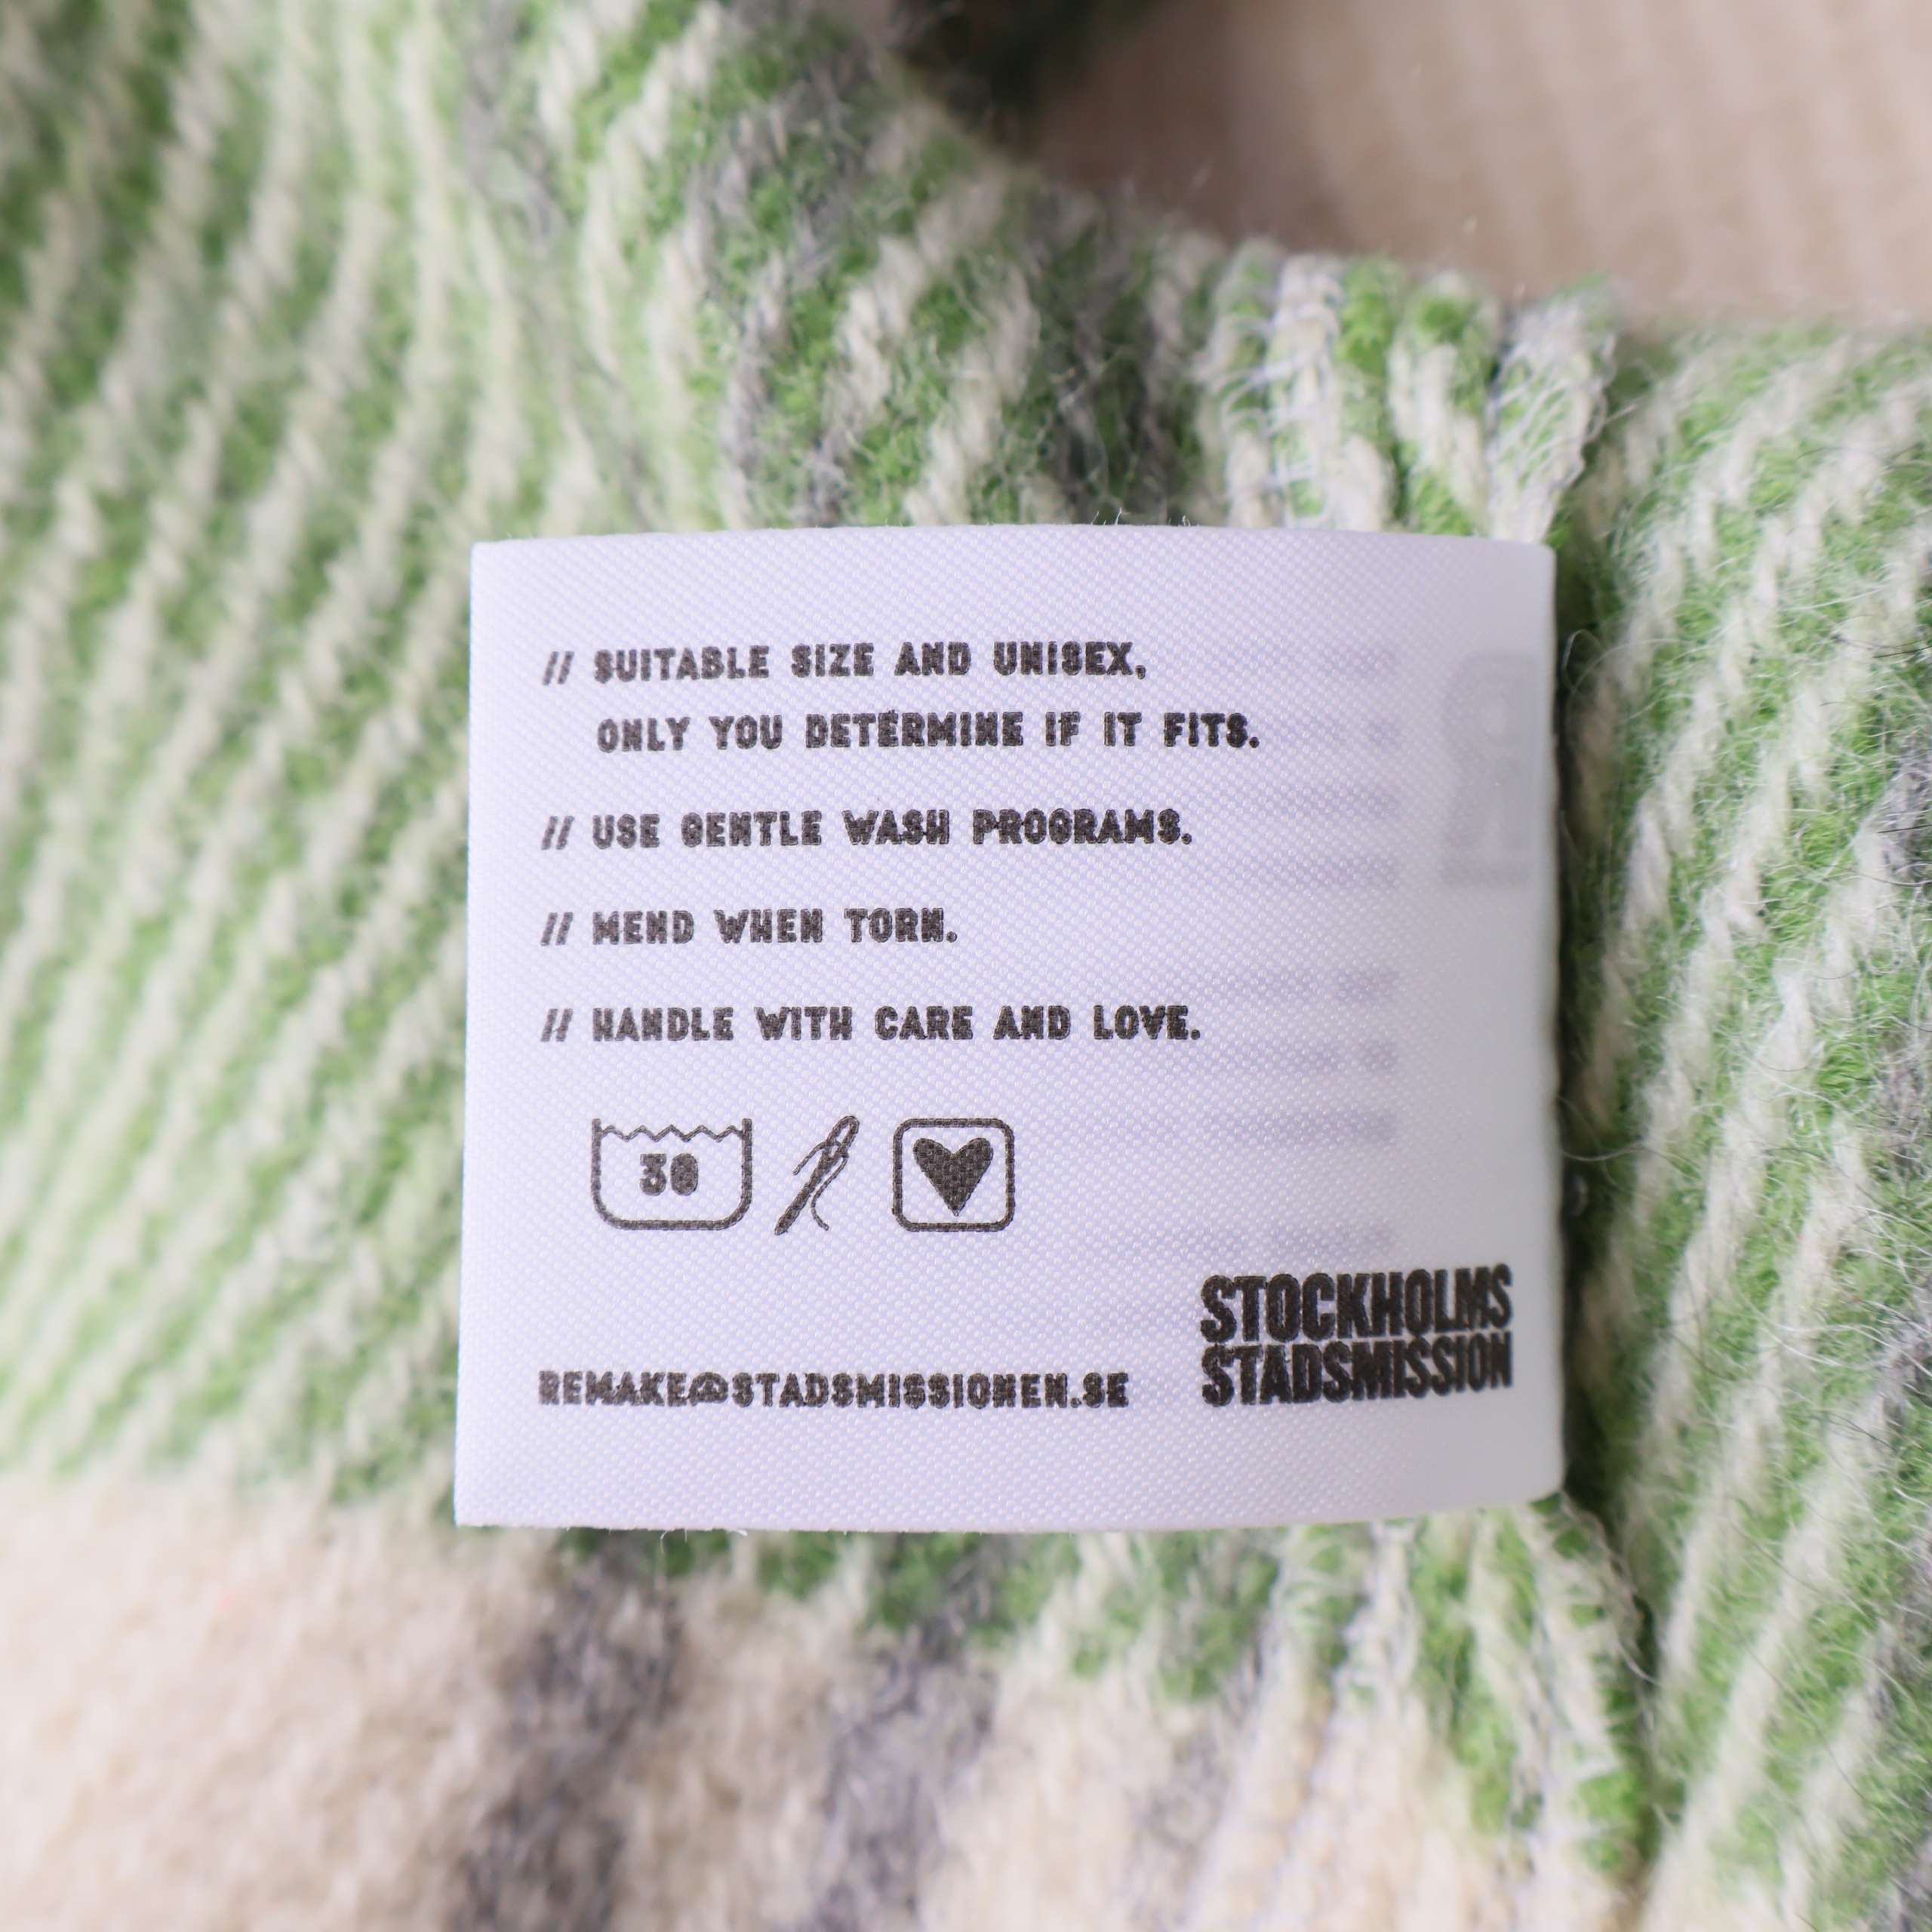 // SUITABLE SIZE AND UNISEX,
ONLY YOU DETERMINE IF IT FITS.
// USE GENTLE WASH PROGRAMS.
// MEND WHEN TORN.
// HANDLE WITH CARE AND LOVE.
30
REMAKE@STADSMISSIONEN.SE
STOCKHOLMS
STADSMISSION